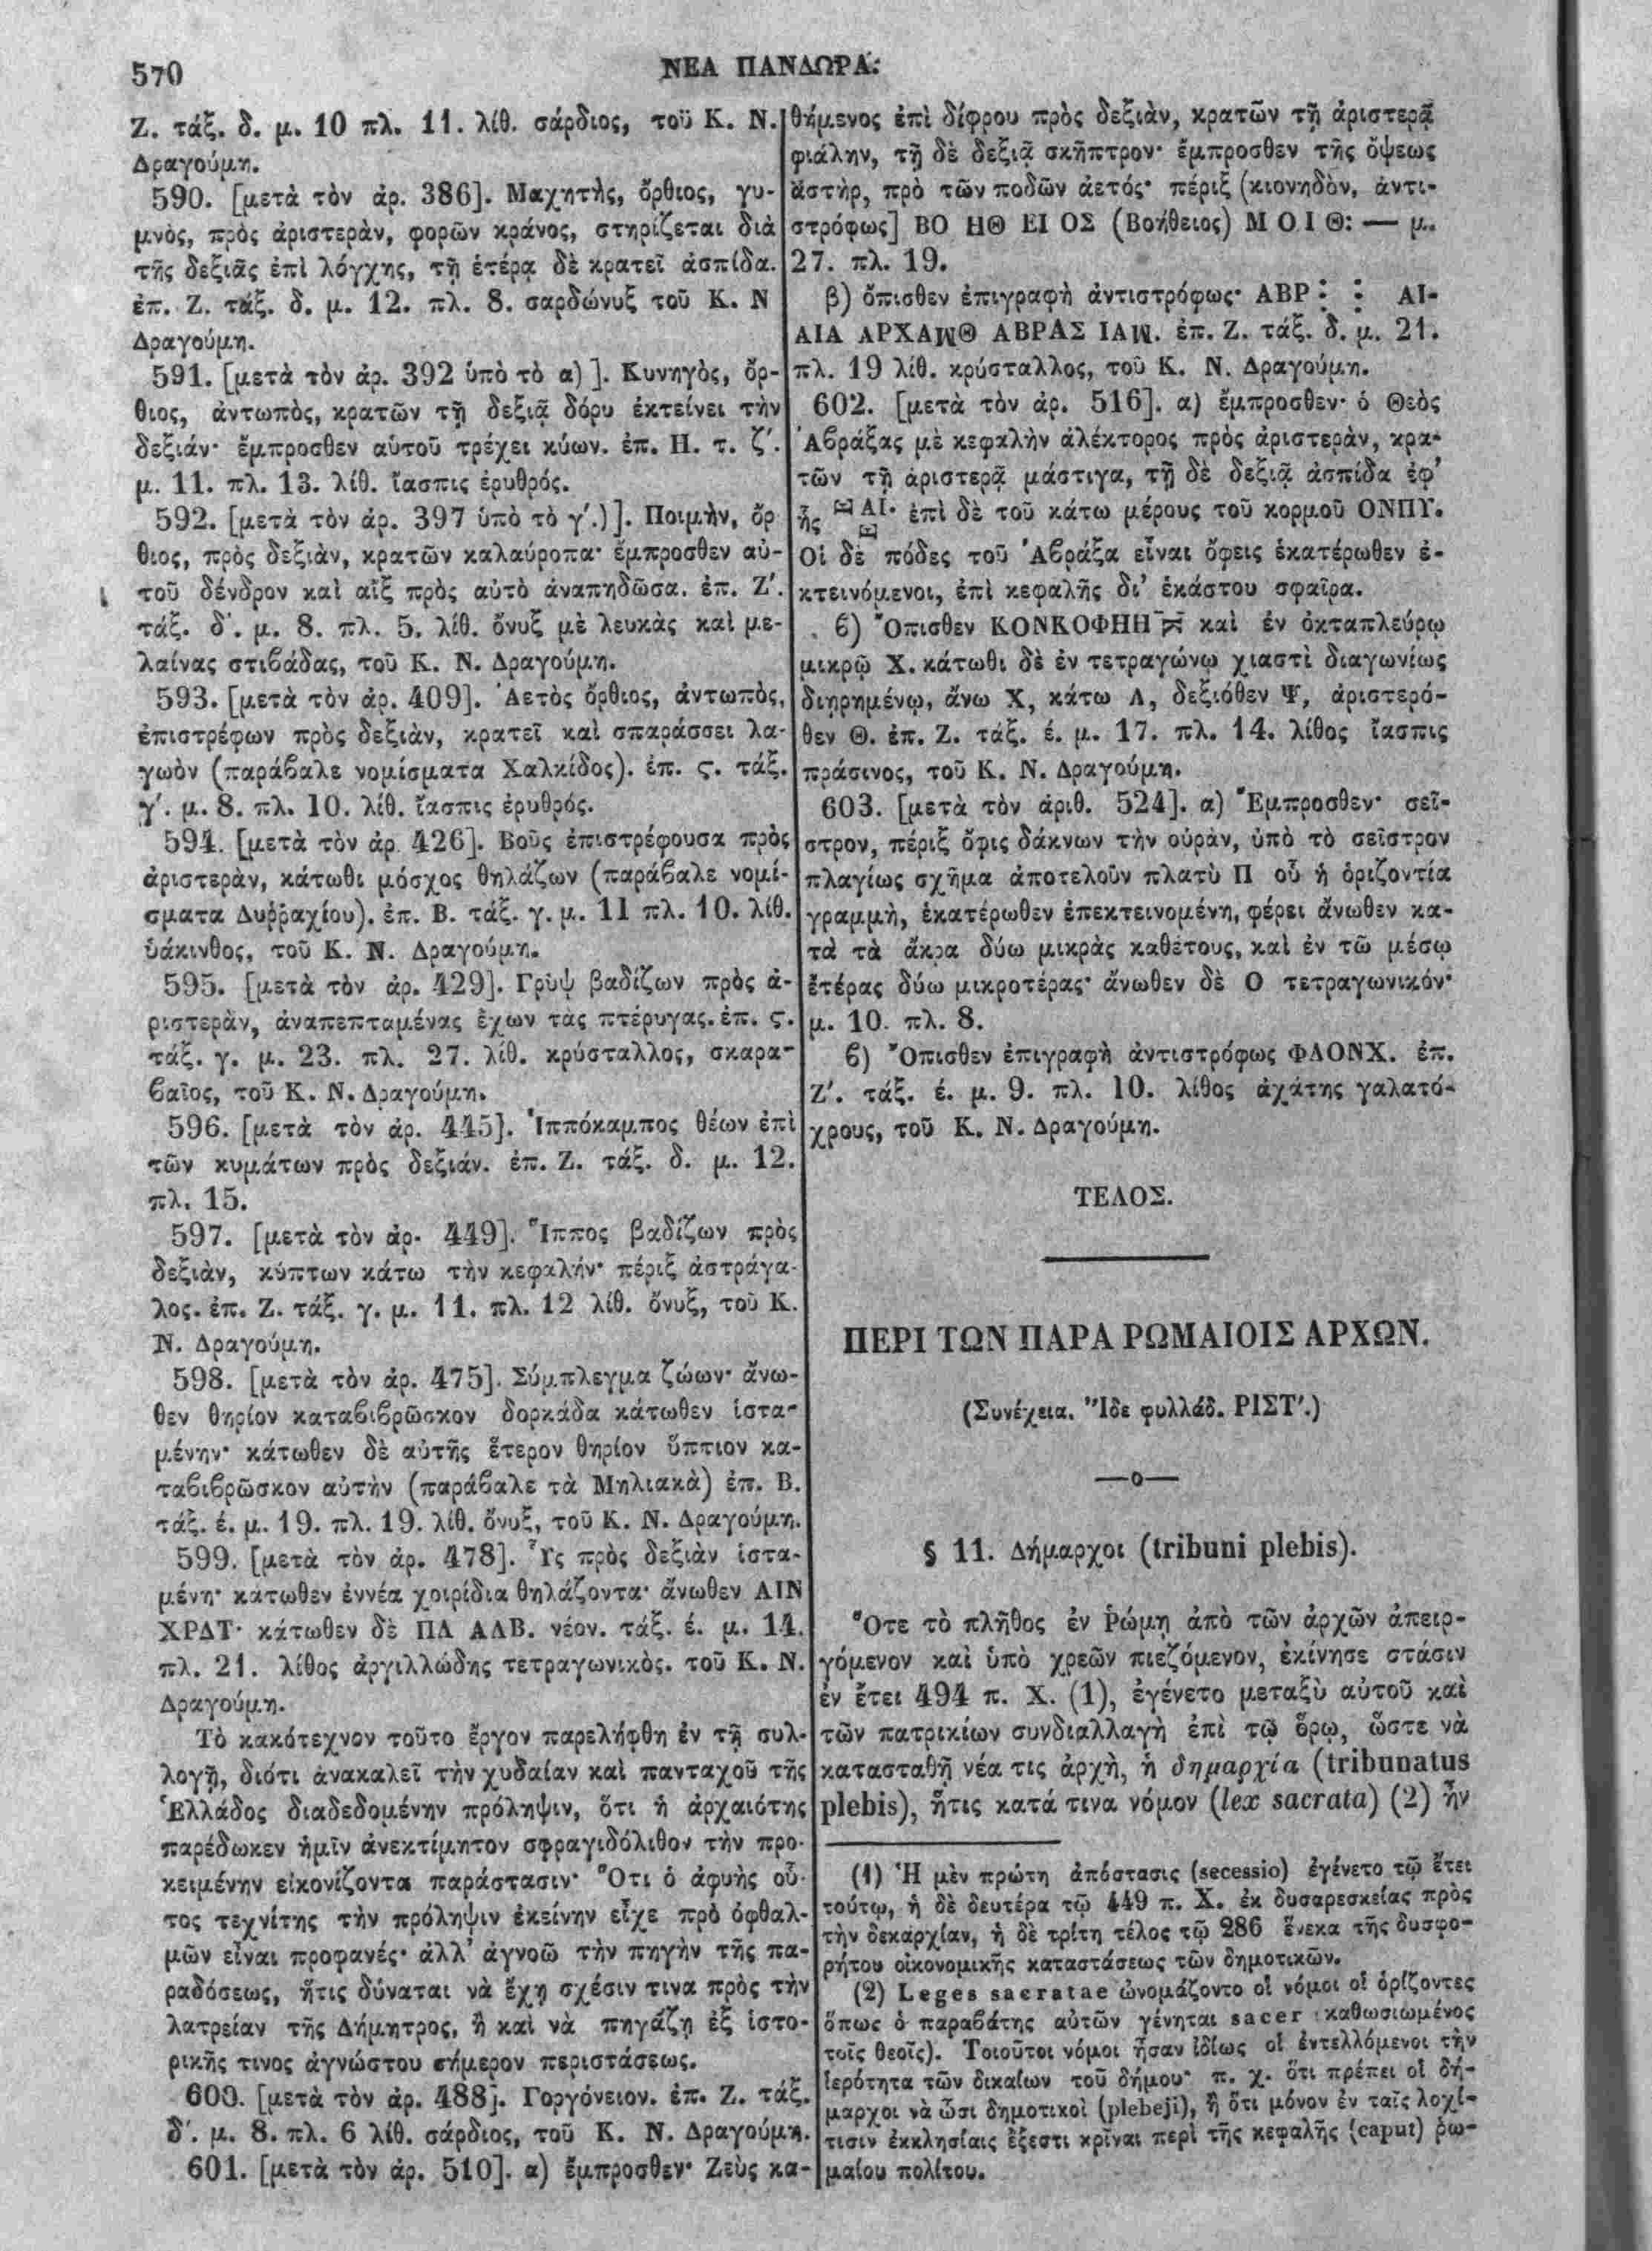 570
ΝΕΑ ΠΑΝΔΩΡΑ.
Ζ. τάξ. δ. μ. 10 πλ. 11. λίθ. σάρδιος, τοῦ Κ. Ν.
Δραγούμη.
590. [μετὰ τὸν ἀρ. 386]. Μαχητὴς, ὄρθιος, γυ-
μνὸς, πρὸς ἀριστερὰν, φορῶν κράνος, στηρίζεται διὰ
τῆς δεξιᾶς ἐπὶ λόγχης, τῇ ἑτέρᾳ δὲ κρατεῖ ἀσπίδα.
ἐπ. Ζ. τάξ. δ. μ. 12. πλ. 8. σαρδώνυξ τοῦ Κ. Ν
Δραγούμη.
591. [μετὰ τὸν ἀρ. 392 ὑπὸ τὸ α) ]. Κυνηγὸς, ὄρ-
θιος, ἀντωπὸς, κρατῶν τῇ δεξιᾷ δόρυ ἐκτείνει τὴν
δεξιάν· ἔμπροσθεν αὐτοῦ τρέχει κύων. ἐπ. Η. τ. ζ΄.
μ. 11. πλ. 13. λίθ. ἴασπις ἐρυθρός.
592. [μετὰ τὸν ἀρ. 397 ὑπὸ τὸ γ΄.) ]. Ποιμὴν, ὄρ
θιος, πρὸς δεξιὰν, κρατῶν καλαύροπα· ἔμπροσθεν αὐ-
τοῦ δένδρον καὶ αἲξ πρὸς αὐτὸ ἀναπηδῶσα. ἐπ. Ζ΄.
τάξ. δ΄. μ. 8. πλ. 5. λίθ. ὄνυξ μὲ λευκὰς καὶ με-
λαίνας στιβάδας, τοῦ Κ. Ν. Δραγούμη.
593. [μετὰ τὸν ἀρ. 409]. Ἀετὸς ὄρθιος, ἀντωπὸς,
ἐπιστρέφων πρὸς δεξιὰν, κρατεῖ καὶ σπαράσσει λα-
γωὸν (παράβαλε νομίσματα Χαλκίδος). ἐπ. ς. τάξ.
γ΄. μ. 8. πλ. 10. λίθ. ἴασπις ἐρυθρός.
594. [μετὰ τὸν ἀρ. 426]. Βοῦς ἐπιστρέφουσα πρὸς
ἀριστερὰν, κάτωθι μόσχος θηλάζων (παράβαλε νομί-
σματα Δυῤῥαχίου). ἐπ. Β. τάξ. γ. μ. 11 πλ. 10. λίθ.
ὑάκινθος, τοῦ Κ. Ν. Δραγούμη.
595. [μετὰ τὸν ἀρ. 429]. Γρὺψ βαδίζων πρὸς ἀ-
ριστερὰν, ἀναπεπταμένας ἔχων τὰς πτέρυγας. ἐπ. ς.
τάξ. γ. μ. 23. πλ. 27. λίθ. κρύσταλλος, σκαρα-
βαῖος, τοῦ Κ. Ν. Δραγούμη.
596. [μετὰ τὸν ἀρ. 445]. Ἱππόκαμπος θέων ἐπὶ
τῶν κυμάτων πρὸς δεξιάν. ἐπ. Ζ. τάξ. δ. μ. 12.
πλ. 15.
597. [μετὰ τὸν ἀρ. 449]. Ἵππος βαδίζων πρὸς
δεξιὰν, κύπτων κάτω τὴν κεφαλήν· πέριξ ἀστράγα-
λος. ἐπ. Ζ. τάξ. γ. μ. 11. πλ. 12 λίθ. ὄνυξ, τοῦ Κ.
Ν. Δραγούμη.
598. [μετὰ τὸν ἀρ. 475]. Σύμπλεγμα ζώων· ἄνω-
θεν θηρίον καταβιβρῶσκον δορκάδα κάτωθεν ἱστα-
μένην· κάτωθεν δὲ αὐτῆς ἕτερον θηρίον ὕπτιον κα-
ταβιβρῶσκον αὐτὴν (παράβαλε τὰ Μηλιακὰ) ἐπ. Β.
τάξ. έ. μ. 19. πλ. 19. λίθ. ὄνυξ, τοῦ Κ. Ν. Δραγούμη.
599. [μετὰ τὸν ἀρ. 478]. Ὗς πρὸς δεξιὰν ἱστα-
μένη· κάτωθεν ἐννέα χοιρίδια θηλάζοντα· ἄνωθεν ΑΙΝ
ΧΡΔΤ· κάτωθεν δὲ ΠΛ ΑΛΒ. νέον. τάξ. έ. μ. 14.
πλ. 21. λίθος ἀργιλλώδης τετραγωνικός. τοῦ Κ. Ν.
Δραγούμη.
Τὸ κακότεχνον τοῦτο ἔργον παρελήφθη ἐν τῇ συλ-
λογῇ, διότι ἀνακαλεῖ τὴν χυδαίαν καὶ πανταχοῦ τῆς
Ἑλλάδος διαδεδομένην πρόληψιν, ὅτι ἡ ἀρχαιότης
παρέδωκεν ἡμῖν ἀνεκτίμητον σφραγιδόλιθον τὴν προ-
κειμένην εἰκονίζοντα παράστασιν· Ὅτι ὁ ἀφυὴς οὗ-
τος τεχνίτης τὴν πρόληψιν ἐκείνην εἶχε πρὸ ὀφθαλ-
μῶν εἶναι προφανές· ἀλλ' ἀγνοῶ τὴν πηγὴν τῆς πα-
ραδόσεως, ἥτις δύναται νὰ ἔχῃ σχέσιν τινα πρὸς τὴν
λατρείαν τῆς Δήμητρος, ἢ καὶ νὰ πηγάζῃ ἐξ ἱστο-
ρικῆς τινος ἀγνώστου σήμερον περιστάσεως.
600. [μετὰ τὸν ἀρ. 488]. Γοργόνειον. ἐπ. Ζ. τάξ.
δ΄. μ. 8. πλ. 6 λίθ. σάρδιος, τοῦ Κ. Ν. Δραγούμη.
601. [μετὰ τὸν ἀρ. 510]. α) ἔμπροσθεν· Ζεὺς κα-
θήμενος ἐπὶ δίφρου πρὸς δεξιὰν, κρατῶν τῇ ἀριστερᾷ
φιάλην, τῇ δὲ δεξιᾷ σκῆπτρον· ἔμπροσθεν τῆς ὄψεως
ἀστὴρ, πρὸ τῶν ποδῶν ἀετός· πέριξ (κιονηδὸν, ἀντι-
στρόφως] ΒΟ ΗΘ ΕΙ ΟΣ (Βοήθειος) Μ Ο Ι Θ: — μ.
27. πλ. 19.
β) ὄπισθεν ἐπιγραφὴ ἀντιστρόφως· ΑΒΡ ⋮ ⋮ ΑΙ-
ΑΙΑ ΑΡΧΑ Θ ΑΒΡΑΣ ΙΑ . ἐπ. Ζ. τάξ. δ. μ. 21.
πλ. 19 λίθ. κρύσταλλος, τοῦ Κ. Ν. Δραγούμη.
602. [μετὰ τὸν ἀρ. 516]. α) ἔμπροσθεν· ὁ Θεὸς
Ἀβράξας μὲ κεφαλὴν ἀλέκτορος πρὸς ἀριστερὰν, κρα-
τῶν τῇ ἀριστερᾷ μάστιγα, τῇ δὲ δεξιᾷ ἀσπίδα ἐφ'
ἧς ΑΙ. ἐπὶ δὲ τοῦ κάτω μέρους τοῦ κορμοῦ ΟΝΠΥ.
Οἱ δὲ πόδες τοῦ Ἀβράξα εἶναι ὄφεις ἑκατέρωθεν ἐ-
κτεινόμενοι, ἐπὶ κεφαλῆς δι' ἑκάστου σφαῖρα.
β) Ὄπισθεν ΚΟΝΚΟΦΗΗ καὶ ἐν ὀκταπλεύρῳ
μικρῷ Χ. κάτωθι δὲ ἐν τετραγώνῳ χιαστὶ διαγωνίως
διῃρημένῳ, ἄνω Χ, κάτω Λ, δεξιόθεν Ψ, ἀριστερό-
θεν Θ. ἐπ. Ζ. τάξ. έ. μ. 17. πλ. 14. λίθος ἴασπις
πράσινος, τοῦ Κ. Ν. Δραγούμη.
603. [μετὰ τὸν ἀριθ. 524]. α) Ἔμπροσθεν· σεῖ-
στρον, πέριξ ὄφις δάκνων τὴν οὐρὰν, ὑπὸ τὸ σεῖστρον
πλαγίως σχῆμα ἀποτελοῦν πλατὺ Π οὗ ἡ ὁριζοντία
γραμμὴ, ἑκατέρωθεν ἐπεκτεινομένη, φέρει ἄνωθεν κα-
τὰ τὰ ἄκρα δύω μικρὰς καθέτους, καὶ ἐν τῶ μέσῳ
ἑτέρας δύω μικροτέρας· ἄνωθεν δὲ Ο τετραγωνικόν·
μ. 10. πλ. 8.
β) Ὄπισθεν ἐπιγραφὴ ἀντιστρόφως ΦΛΟΝΧ. ἐπ.
Ζ΄. τάξ. έ. μ. 9. πλ. 10. λίθος ἀχάτης γαλατό-
χρους, τοῦ Κ. Ν. Δραγούμη.
ΤΕΛΟΣ.
ΠΕΡΙ ΤΩΝ ΠΑΡΑ ΡΩΜΑΙΟΙΣ ΑΡΧΩΝ.
(Συνέχεια. Ἴδε φυλλάδ. ΡΙΣΤ΄.)
—ο—
§ 11. Δήμαρχοι (tribuni plebis).
Ὅτε τὸ πλῆθος ἐν Ῥώμῃ ἀπὸ τῶν ἀρχῶν ἀπειρ-
γόμενον καὶ ὑπὸ χρεῶν πιεζόμενον, ἐκίνησε στάσιν
ἐν ἔτει 494 π. Χ. (1), ἐγένετο μεταξὺ αὐτοῦ καὶ
τῶν πατρικίων συνδιαλλαγὴ ἐπὶ τῷ ὅρῳ, ὥστε νὰ
κατασταθῇ νέα τις ἀρχὴ, ἡ δημαρχία (tribunatus
plebis), ἥτις κατά τινα νόμον (lex sacrata) (2) ἦν
(1) Ἡ μὲν πρώτη ἀπόστασις (secessio) ἐγένετο τῷ ἔτει
τούτῳ, ἡ δὲ δευτέρα τῷ 449 π. Χ. ἐκ δυσαρεσκείας πρὸς
τὴν δεκαρχίαν, ἡ δὲ τρίτη τέλος τῷ 286 ἕνεκα τῆς δυσφο-
ρήτου οἰκονομικῆς καταστάσεως τῶν δημοτικῶν.
(2) Leges sacratae ὠνομάζοντο οἱ νόμοι οἱ ὁρίζοντες
ὅπως ὁ παραβάτης αὐτῶν γένηται sacer (καθωσιωμένος
τοῖς θεοῖς). Τοιοῦτοι νόμοι ἦσαν ἰδίως οἱ ἐντελλόμενοι τὴν
ἱερότητα τῶν δικαίων τοῦ δήμου· π. χ. ὅτι πρέπει οἱ δή-
μαρχοι νὰ ὦσι δημοτικοὶ (plebeji), ἢ ὅτι μόνον ἐν ταῖς λοχί-
τισιν ἐκκλησίαις ἔξεστι κρῖναι περὶ τῆς κεφαλῆς (caput) ῥω-
μαίου πολίτου.